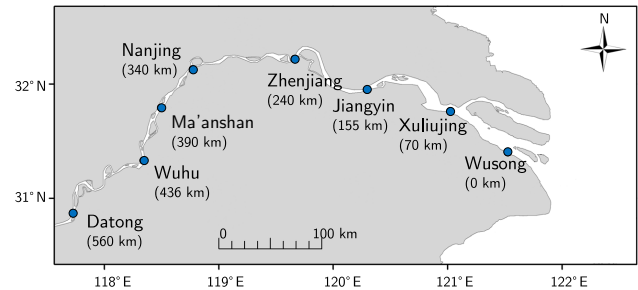 N
Nanjing
(340 km)
32°N
Zhenjiang
(240 km)
Jiangyin
(155 km)
Ma'anshan
(390 km)
Xuliujing
(70 km)
Wusong
(0 km)
Wuhu
(436 km)
31°N
Datong
(560 km)
0 100 km
118°E 119°E 120°E 121°E 122°E